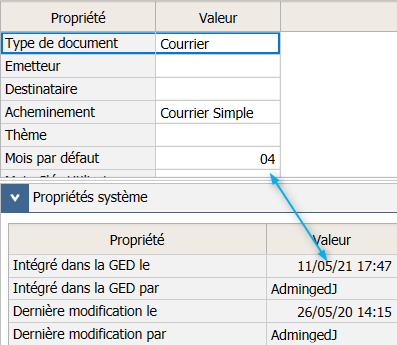 Propriété Valeur
Type de document Courrier
Emetteur
Destinataire
Acheminement Courrier Simple
Thème
Mois par défaut 04
Propriétés système
Propriété Valeur
Intégré dans la GED le 11/05/21 17:47
Intégré dans la GED par AdmingedJ
Dernière modification le 26/05/20 14:15
Dernière modification par AdmingedJ